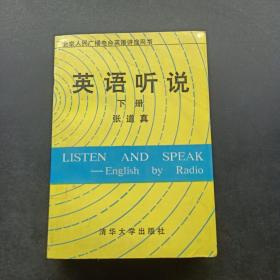 北京人民广播电台英语讲座用书
英语听说
下册
张道真
LISTEN AND SPEAK
—English by Radio
清华大学出版社